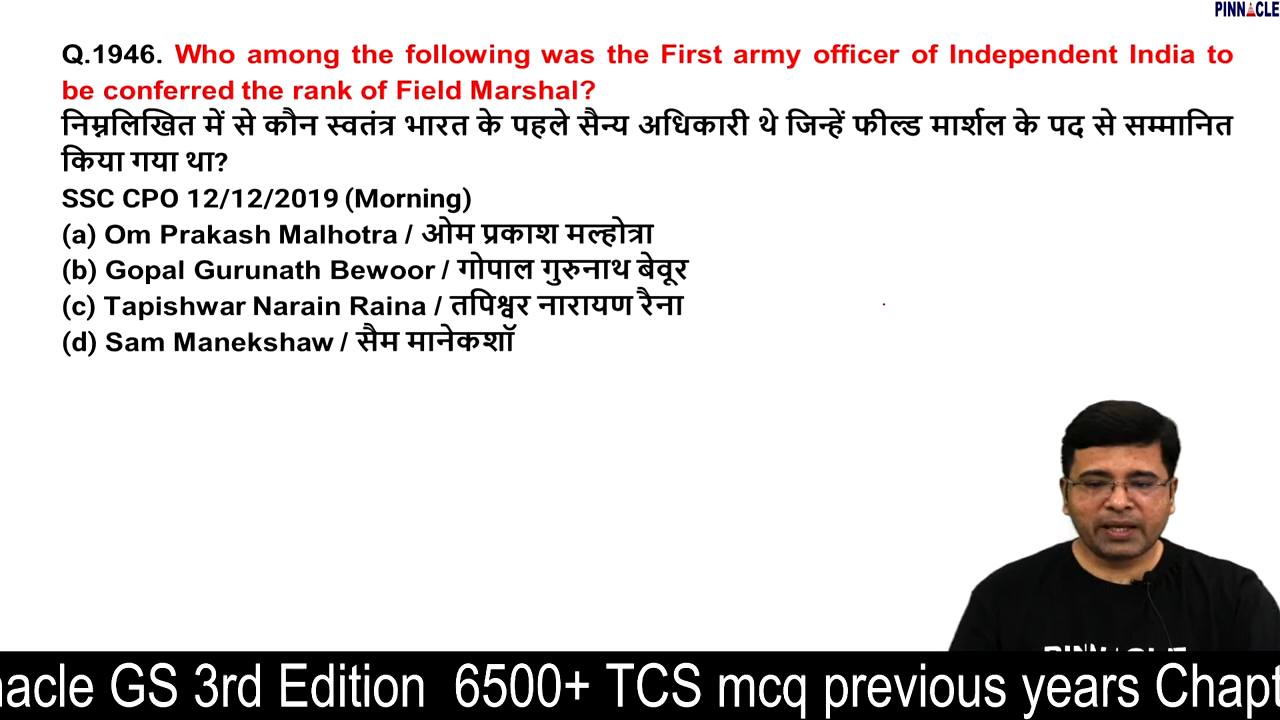 PINNACLE
Q.1946. Who among the following was the First army officer of Independent India to
be conferred the rank of Field Marshal?
निम्नलिखित में से कौन स्वतंत्र भारत के पहले सैन्य अधिकारी थे जिन्हें फील्ड मार्शल के पद से सम्मानित
किया गया था?
SSC CPO 12/12/2019 (Morning)
(a) Om Prakash Malhotra / ओम प्रकाश मल्होत्रा
(b) Gopal Gurunath Bewoor / गोपाल गुरुनाथ बेवूर
(c) Tapishwar Narain Raina / तपिश्वर नारायण रैना
(d) Sam Manekshaw / सैम मानेकशॉ
PINNACLE
nacle GS 3rd Edition 6500+ TCS mcq previous years Chapt